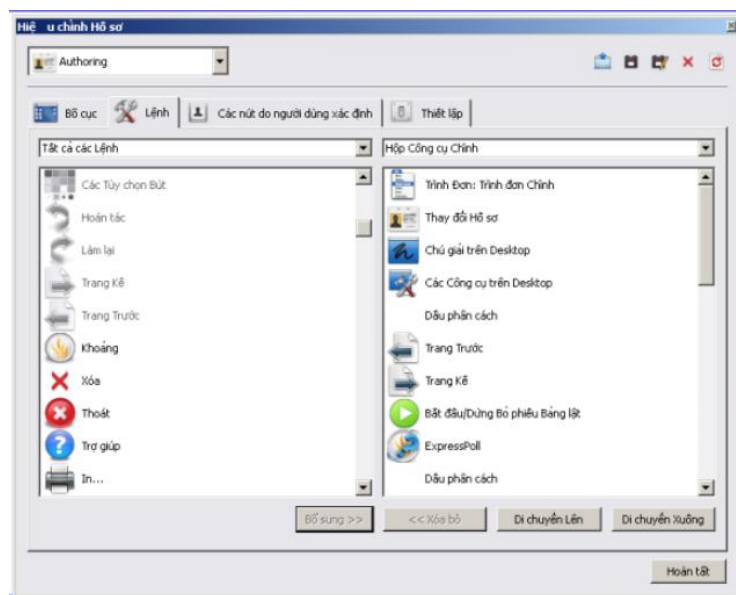 Hiệ u chỉnh Hồ sơ
Authoring
Bố cục
Lệnh
Các nút do người dùng xác định
Thiết lập
Tất cả các Lệnh
Hộp Công cụ Chính
Các Tùy chọn Bút
Hoàn tác
Làm lại
Trang Kế
Trang Trước
Khoảng
Xóa
Thoát
Trợ giúp
In...
Trình Đơn: Trình đơn Chính
Thay đổi Hồ sơ
Chú giải trên Desktop
Các Công cụ trên Desktop
Dấu phân cách
Trang Trước
Trang Kế
Bắt đầu/Dừng Bỏ phiếu Bảng lật
ExpressPoll
Dấu phân cách
Bổ sung >>
<< Xóa bỏ
Di chuyển Lên
Di chuyển Xuống
Hoàn tất